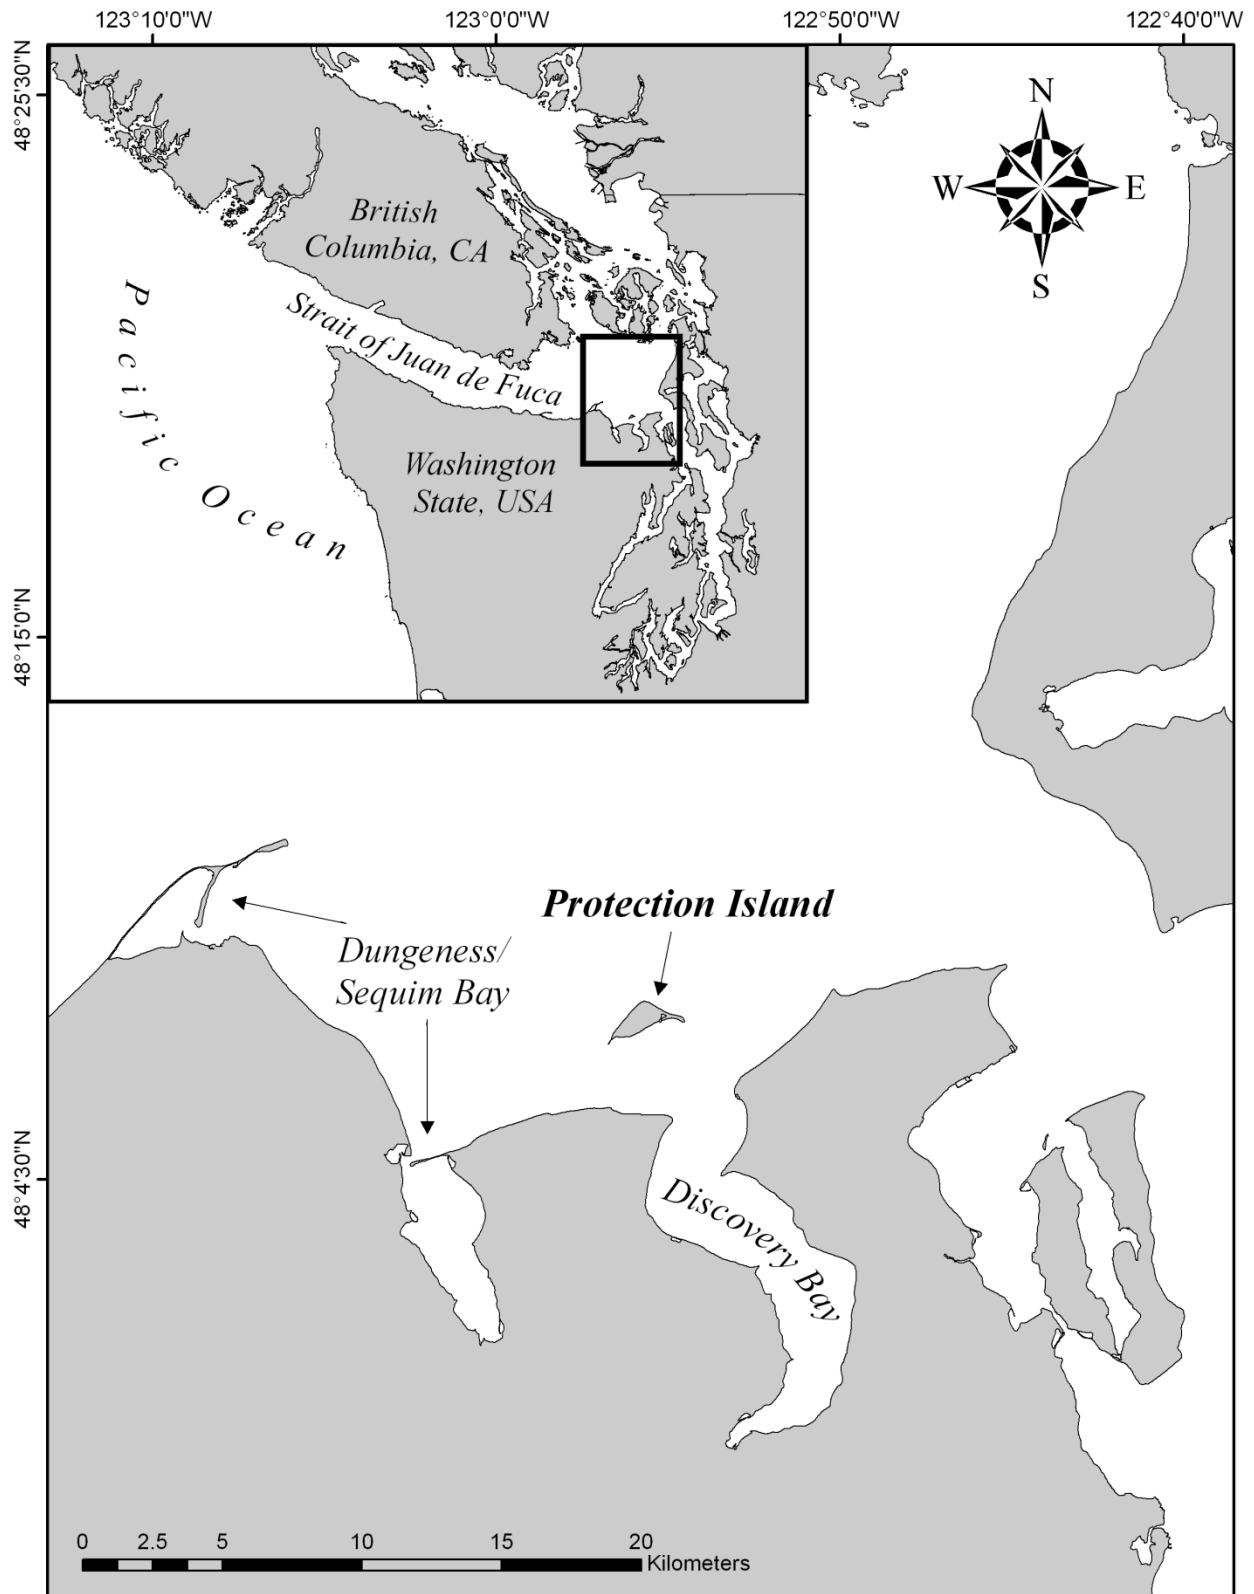 123°10'0"W
123°0'0"W
122°50'0"W
122°40'0"W
48°25'30"N
48°15'0"N
48°4'30"N
N
W
E
S
British
Columbia, CA
Strait of Juan de Fuca
Pacific Ocean
Washington
State, USA
Protection Island
Dungeness/
Sequim Bay
Discovery Bay
0 2.5 5 10 15 20
Kilometers